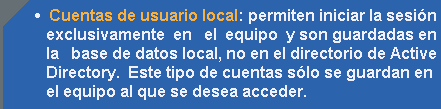 • Cuentas de usuario local: permiten iniciar la sesión
exclusivamente en el equipo y son guardadas en
la base de datos local, no en el directorio de Active
Directory. Este tipo de cuentas sólo se guardan en
el equipo al que se desea acceder.